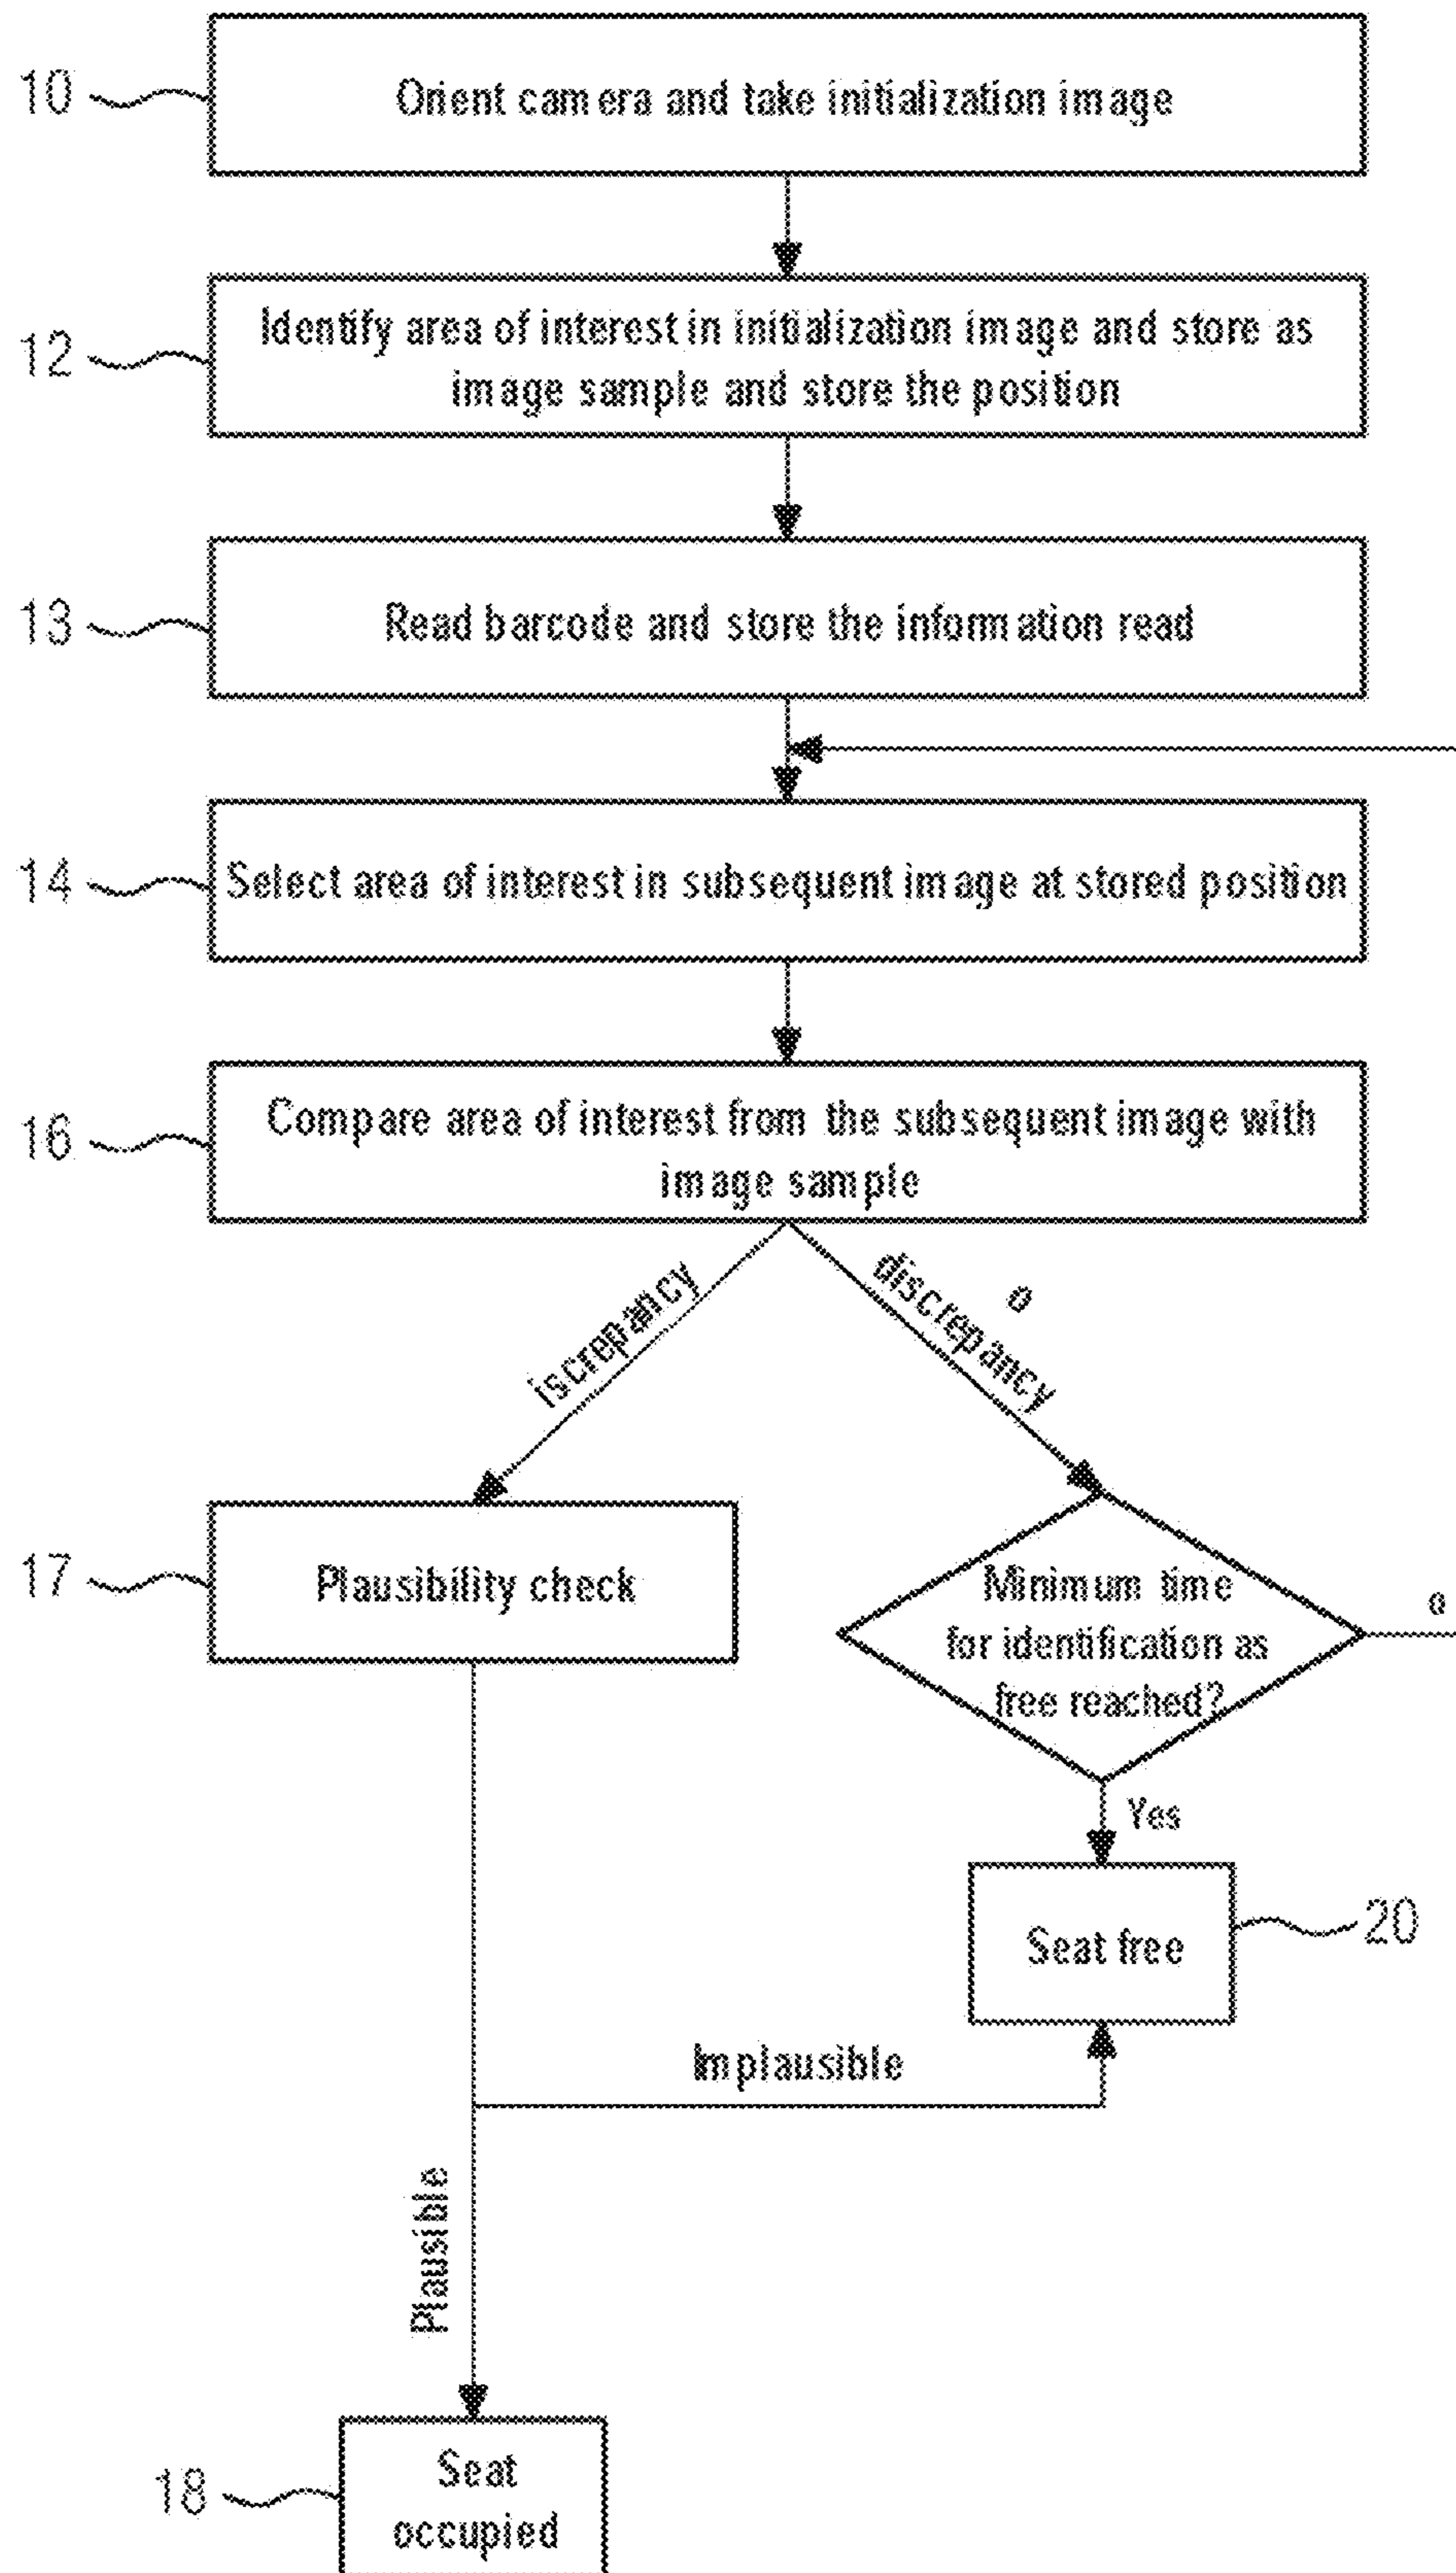 10
Orient camera and take initialization image
12
Identify area of interest in initialization image and store as
image sample and store the position
13
Read barcode and store the information read
14
Select area of interest in subsequent image at stored position
16
Compare area of interest from the subsequent image with
image sample
iscrepancy
o
discrepancy
17
Plausibility check
Minimum time
for identification as
free reached?
o
Yes
Seat free
20
Implausible
Plausible
18
Seat
occupied